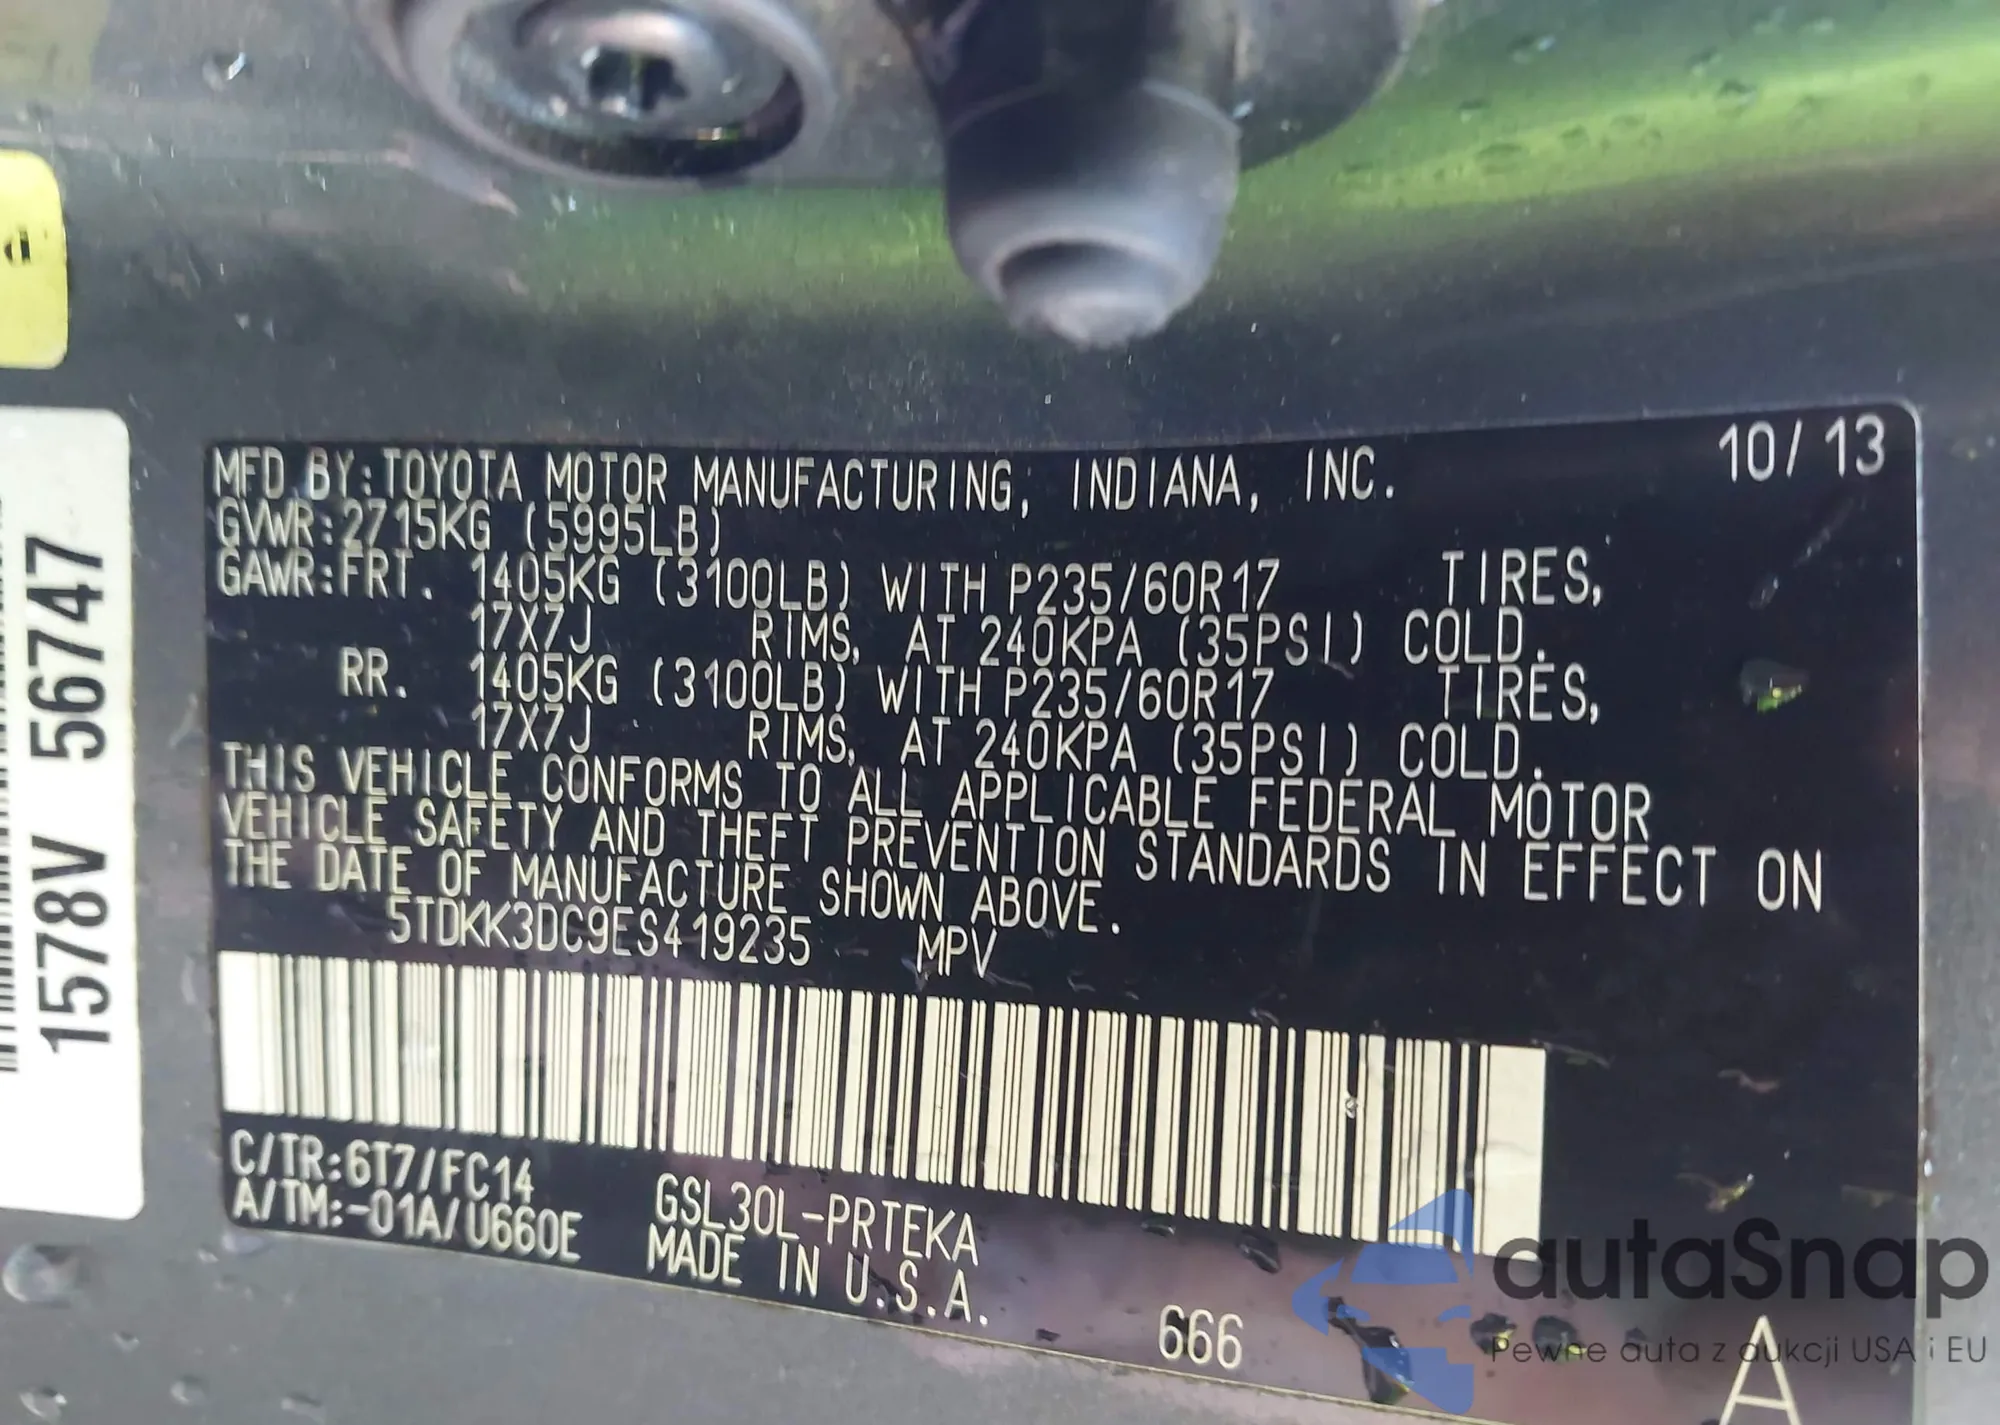 MFD BY:TOYOTA MOTOR MANUFACTURING, INDIANA, INC. 10/13
GVWR:2715KG (5995LB)
GAWR:FRT. 1405KG (3100LB) WITH P235/60R17 TIRES,
17X7J RIMS, AT 240KPA (35PSI) COLD.
RR. 1405KG (3100LB) WITH P235/60R17 TIRES,
17X7J RIMS, AT 240KPA (35PSI) COLD.
THIS VEHICLE CONFORMS TO ALL APPLICABLE FEDERAL MOTOR
VEHICLE SAFETY AND THEFT PREVENTION STANDARDS IN EFFECT ON
THE DATE OF MANUFACTURE SHOWN ABOVE.
5TDKK3DC9ES419235 MPV
C/TR:6T7/FC14
A/TM:-01A/U660E
GSL30L-PRTEKA
MADE IN U.S.A.
666
A
1578V 56747
autaSnap
Pewne auta z aukcji USA i EU